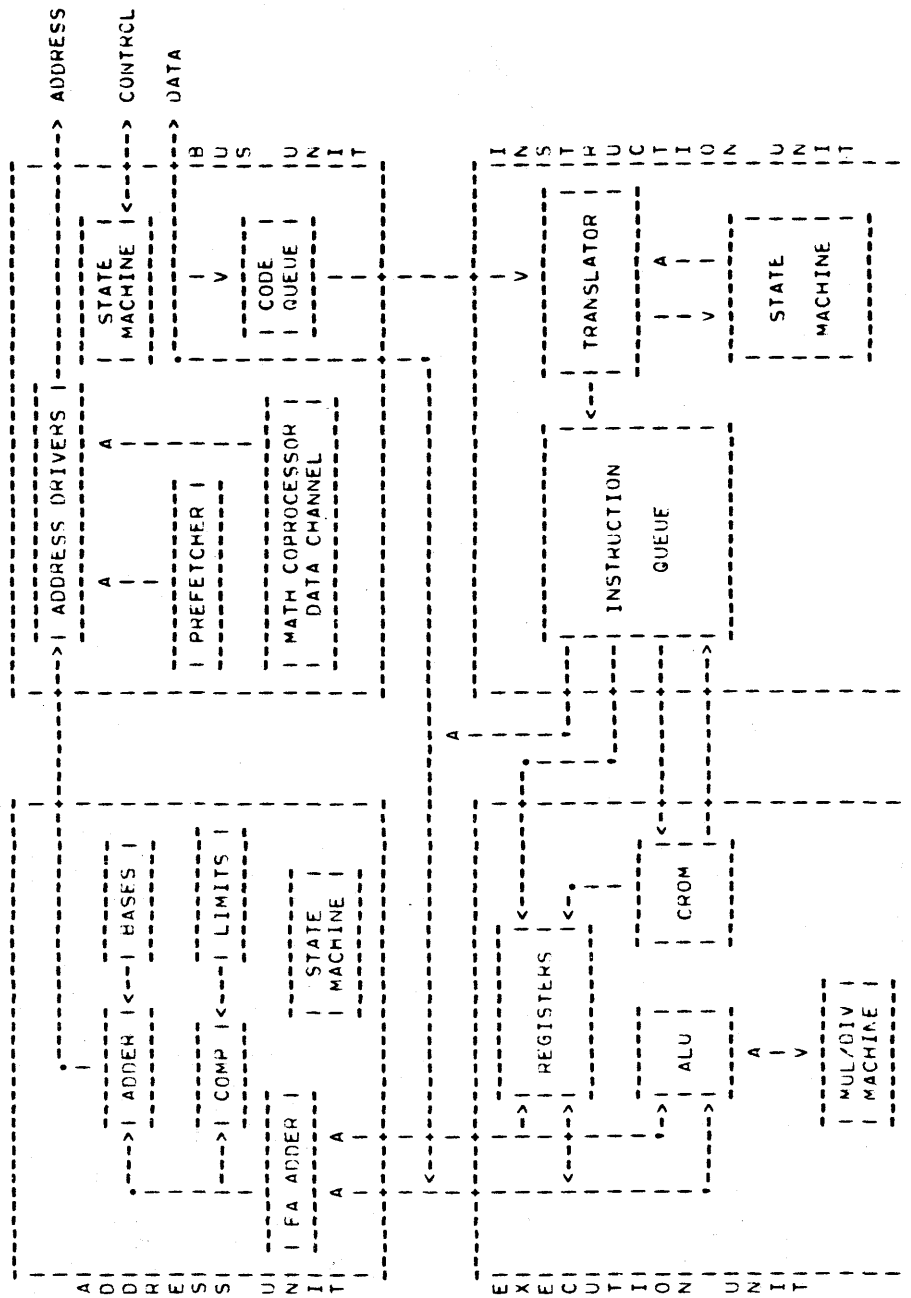 ADDRESS UNIT
ADDER
BASES
COMP
LIMITS
EA ADDER
STATE
MACHINE
BUS UNIT
ADDRESS DRIVERS
ADDRESS
STATE
MACHINE
CONTROL
PREFETCHER
DATA
CODE
QUEUE
MATH COPROCESSOR
DATA CHANNEL
EXECUTION UNIT
REGISTERS
ALU
CROM
MUL/DIV
MACHINE
INSTRUCTION UNIT
INSTRUCTION
QUEUE
TRANSLATOR
STATE
MACHINE